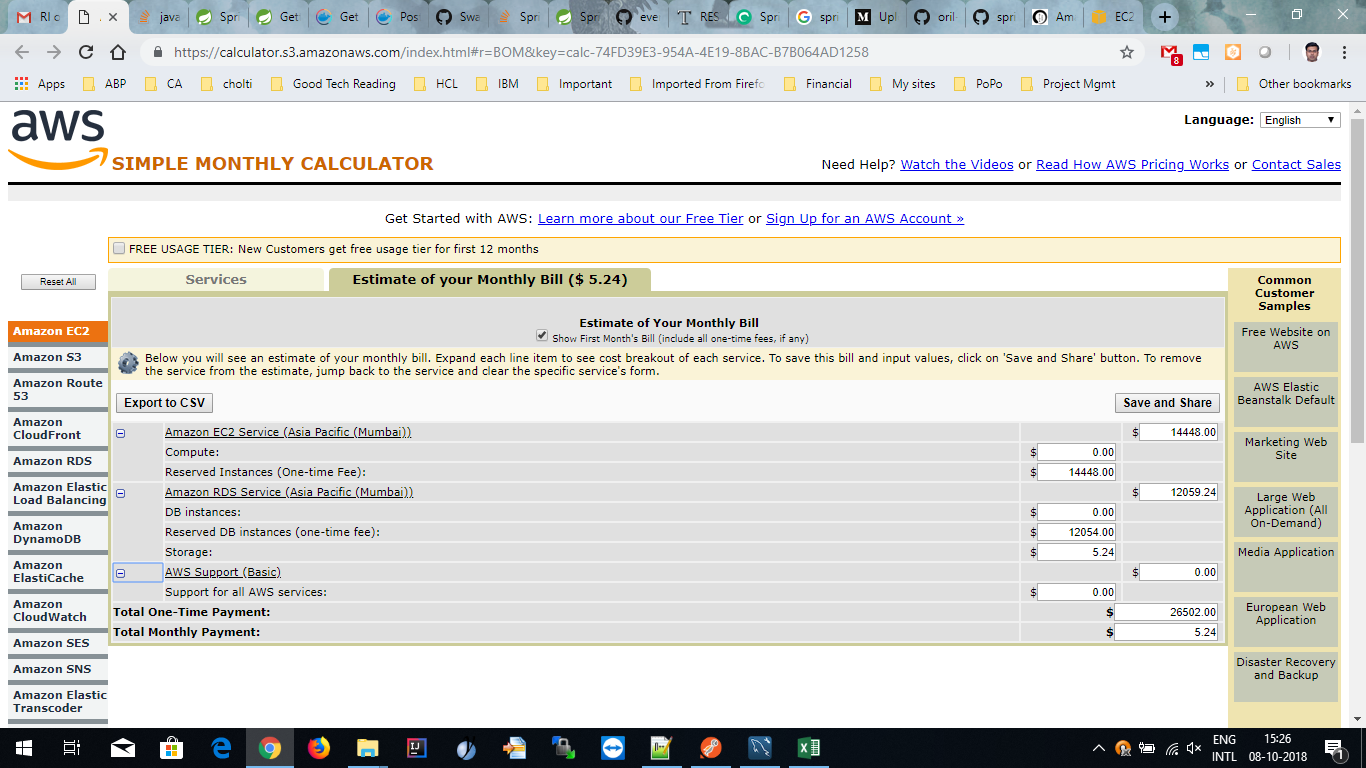 RI c
java
Spri
Get
Get
Pos
Swa
Spri
Spri
eve
RES
Spri
spri
Upl
oril
spri
Am
EC2
https://calculator.s3.amazonaws.com/index.html#r=BOM&key=calc-74FD39E3-954A-4E19-8BAC-B7B064AD1258
8
Apps
ABP
CA
cholti
Good Tech Reading
HCL
IBM
Important
Imported From Firefo
Financial
My sites
PoPo
Project Mgmt
»
Other bookmarks
aws
SIMPLE MONTHLY CALCULATOR
Language: English
Need Help? Watch the Videos or Read How AWS Pricing Works or Contact Sales
Get Started with AWS: Learn more about our Free Tier or Sign Up for an AWS Account »
FREE USAGE TIER: New Customers get free usage tier for first 12 months
Reset All
Services
Estimate of your Monthly Bill ($ 5.24)
Amazon EC2
Amazon S3
Amazon Route
53
Amazon
CloudFront
Amazon RDS
Amazon Elastic
Load Balancing
Amazon
DynamoDB
Amazon
ElastiCache
Amazon
CloudWatch
Amazon SES
Amazon SNS
Amazon Elastic
Transcoder
Estimate of Your Monthly Bill
Show First Month's Bill (include all one-time fees, if any)
Below you will see an estimate of your monthly bill. Expand each line item to see cost breakout of each service. To save this bill and input values, click on 'Save and Share' button. To remove
the service from the estimate, jump back to the service and clear the specific service's form.
Export to CSV
Save and Share
Amazon EC2 Service (Asia Pacific (Mumbai)) $ 14448.00
Compute: $ 0.00
Reserved Instances (One-time Fee): $ 14448.00
Amazon RDS Service (Asia Pacific (Mumbai)) $ 12059.24
DB instances: $ 0.00
Reserved DB instances (one-time fee): $ 12054.00
Storage: $ 5.24
AWS Support (Basic) $ 0.00
Support for all AWS services: $ 0.00
Total One-Time Payment: $ 26502.00
Total Monthly Payment: $ 5.24
Common
Customer
Samples
Free Website on
AWS
AWS Elastic
Beanstalk Default
Marketing Web
Site
Large Web
Application (All
On-Demand)
Media Application
European Web
Application
Disaster Recovery
and Backup
ENG
INTL
15:26
08-10-2018
1